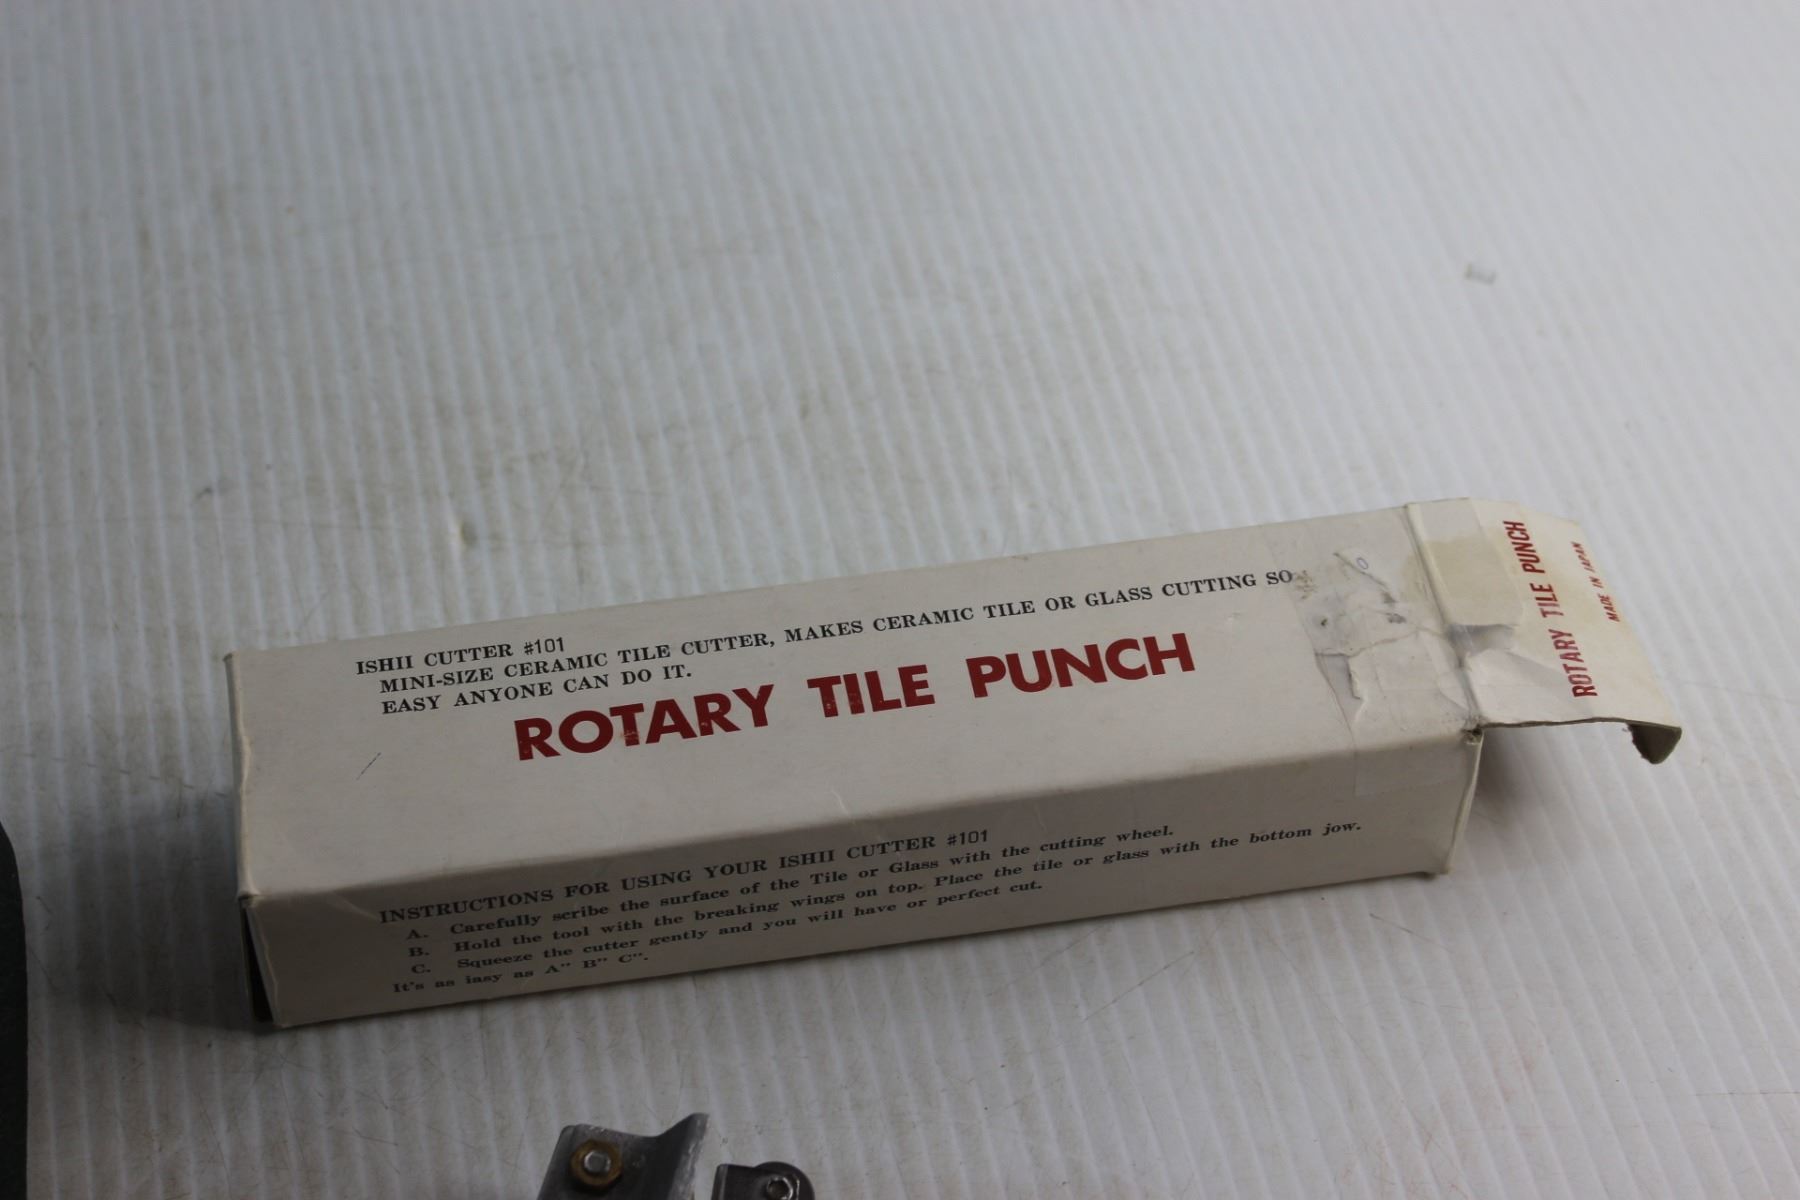 ISHII CUTTER #101
MINI-SIZE CERAMIC TILE CUTTER, MAKES CERAMIC TILE OR GLASS CUTTING SO
EASY ANYONE CAN DO IT.
ROTARY TILE PUNCH
INSTRUCTIONS FOR USING YOUR ISHII CUTTER #101
A. Carefully scribe the surface of the Tile or Glass with the cutting wheel.
B. Hold the tool with the breaking wings on top. Place the tile or glass with the bottom jow.
C. Squeeze the cutter gently and you will have or perfect cut.
It's as iasy as A" B" C".
ROTARY TILE PUNCH
MADE IN JAPAN